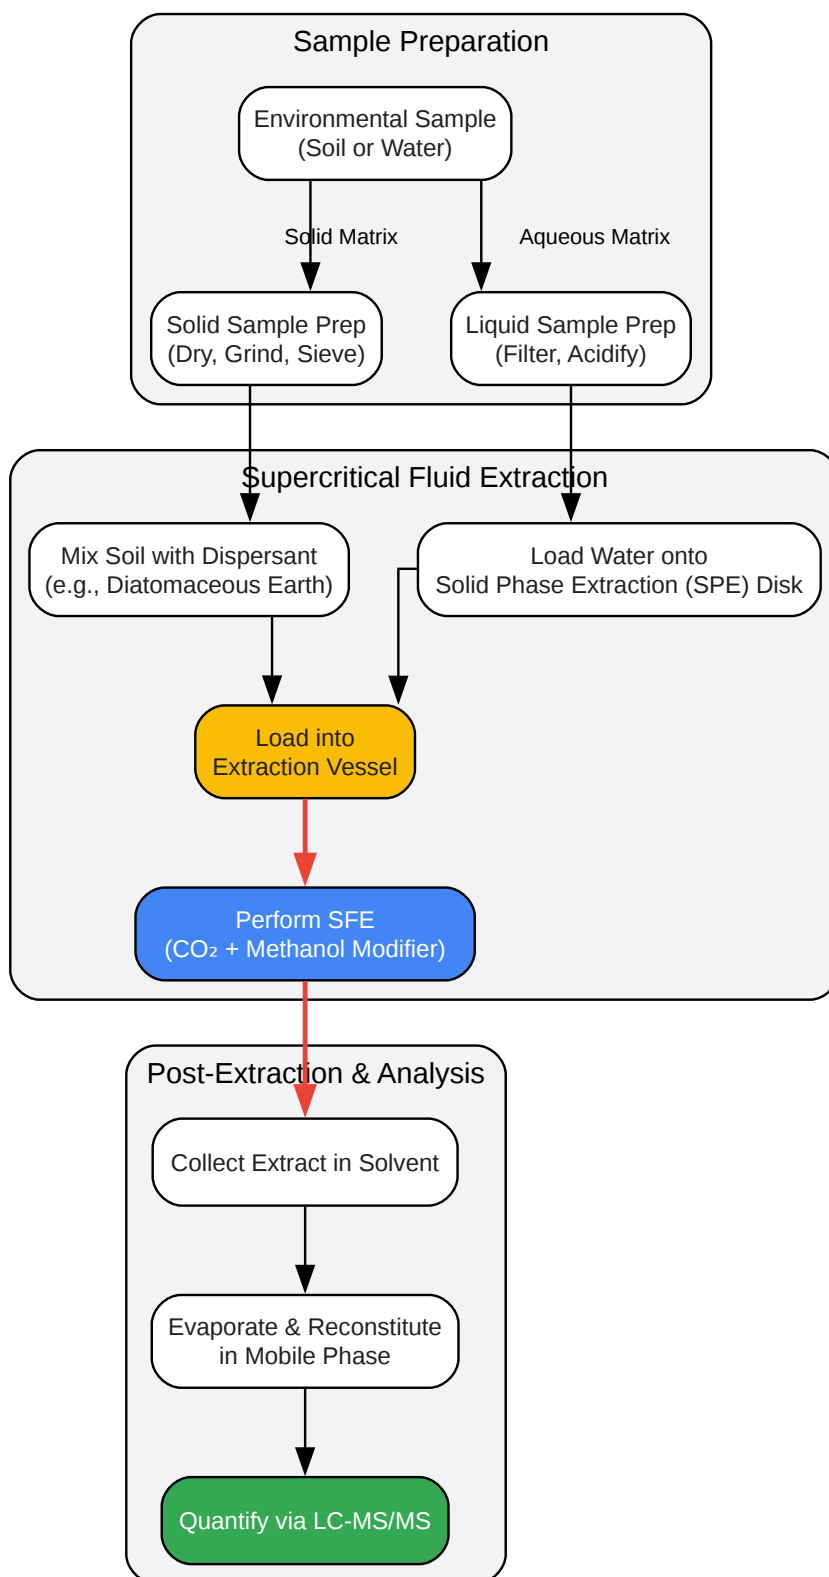 Sample Preparation
Environmental Sample
(Soil or Water)
Solid Matrix
Aqueous Matrix
Solid Sample Prep
(Dry, Grind, Sieve)
Liquid Sample Prep
(Filter, Acidify)
Supercritical Fluid Extraction
Mix Soil with Dispersant
(e.g., Diatomaceous Earth)
Load Water onto
Solid Phase Extraction (SPE) Disk
Load into
Extraction Vessel
Perform SFE
(CO₂ + Methanol Modifier)
Post-Extraction & Analysis
Collect Extract in Solvent
Evaporate & Reconstitute
in Mobile Phase
Quantify via LC-MS/MS